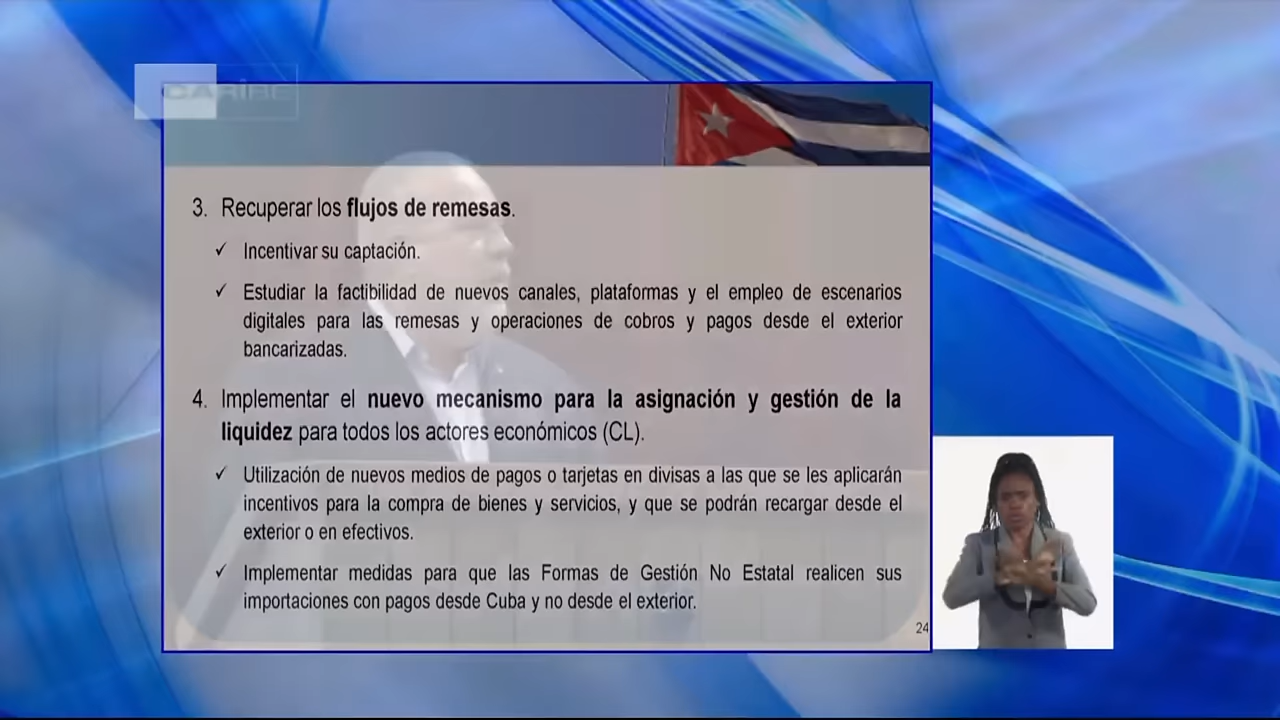 CARIBE
3. Recuperar los flujos de remesas.
✓ Incentivar su captación.
✓ Estudiar la factibilidad de nuevos canales, plataformas y el empleo de escenarios
digitales para las remesas y operaciones de cobros y pagos desde el exterior
bancarizadas.
4. Implementar el nuevo mecanismo para la asignación y gestión de la
liquidez para todos los actores económicos (CL).
✓ Utilización de nuevos medios de pagos o tarjetas en divisas a las que se les aplicarán
incentivos para la compra de bienes y servicios, y que se podrán recargar desde el
exterior o en efectivos.
✓ Implementar medidas para que las Formas de Gestión No Estatal realicen sus
importaciones con pagos desde Cuba y no desde el exterior.
24